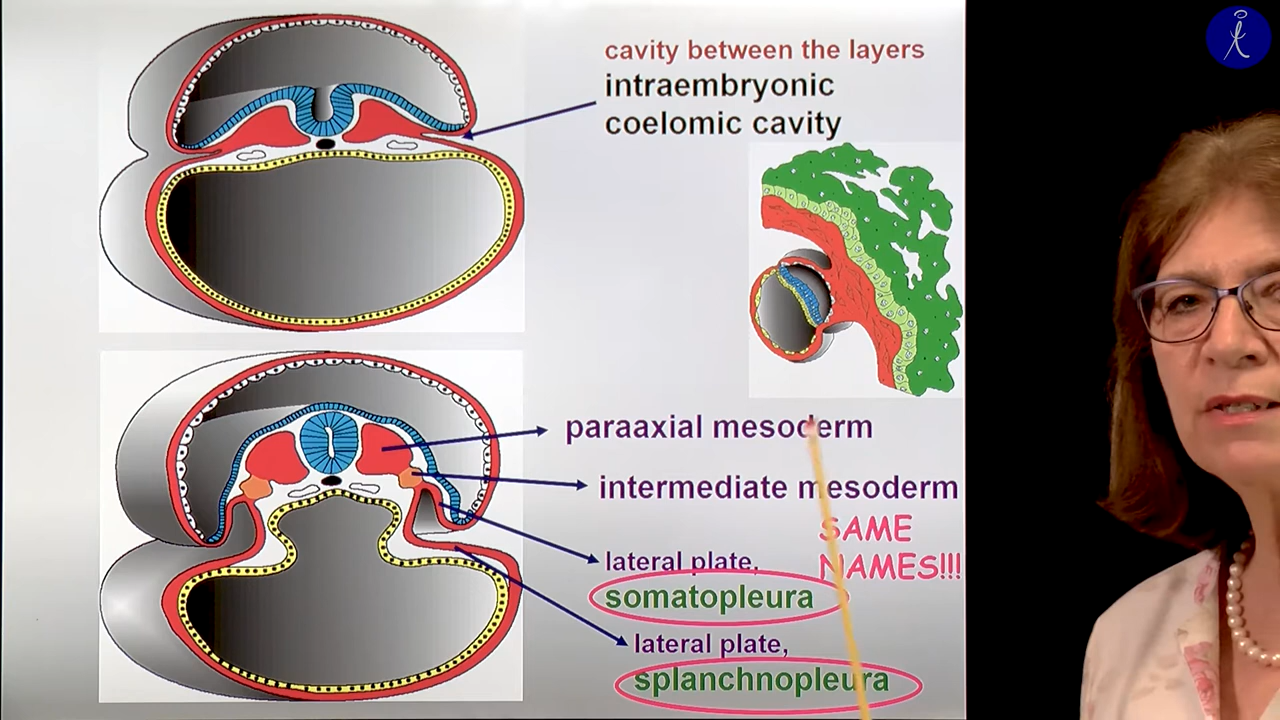 cavity between the layers
intraembryonic
coelomic cavity
paraaxial mesoderm
intermediate mesoderm
SAME
NAMES!!!
lateral plate,
somatopleura
lateral plate,
splanchnopleura